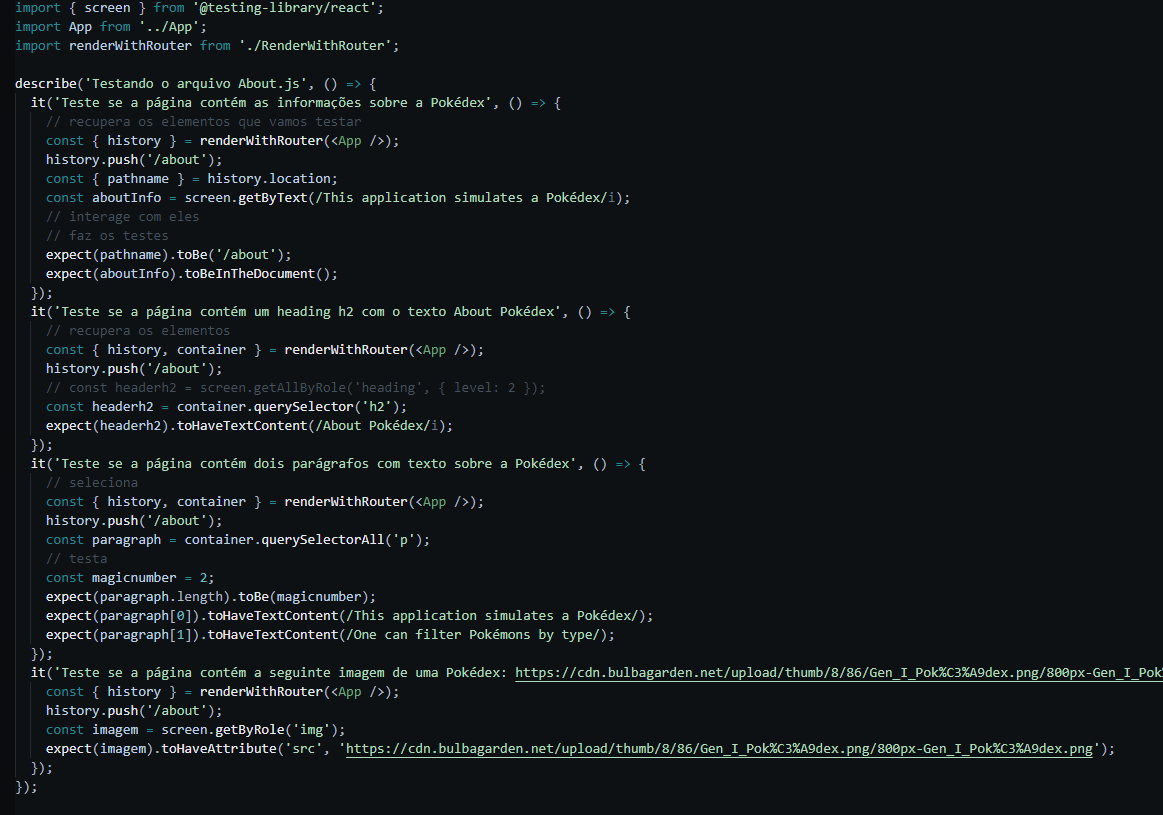 import { screen } from '@testing-library/react';
import App from '../App';
import renderWithRouter from './RenderWithRouter';

describe('Testando o arquivo About.js', () => {
  it('Teste se a página contém as informações sobre a Pokédex', () => {
    // recupera os elementos que vamos testar
    const { history } = renderWithRouter(<App />);
    history.push('/about');
    const { pathname } = history.location;
    const aboutInfo = screen.getByText(/This application simulates a Pokédex/i);
    // interage com eles
    // faz os testes
    expect(pathname).toBe('/about');
    expect(aboutInfo).toBeInTheDocument();
  });
  it('Teste se a página contém um heading h2 com o texto About Pokédex', () => {
    // recupera os elementos
    const { history, container } = renderWithRouter(<App />);
    history.push('/about');
    // const headerh2 = screen.getAllByRole('heading', { level: 2 });
    const headerh2 = container.querySelector('h2');
    expect(headerh2).toHaveTextContent(/About Pokédex/i);
  });
  it('Teste se a página contém dois parágrafos com texto sobre a Pokédex', () => {
    // seleciona
    const { history, container } = renderWithRouter(<App />);
    history.push('/about');
    const paragraph = container.querySelectorAll('p');
    // testa
    const magicnumber = 2;
    expect(paragraph.length).toBe(magicnumber);
    expect(paragraph[0]).toHaveTextContent(/This application simulates a Pokédex/);
    expect(paragraph[1]).toHaveTextContent(/One can filter Pokémons by type/);
  });
  it('Teste se a página contém a seguinte imagem de uma Pokédex: https://cdn.bulbagarden.net/upload/thumb/8/86/Gen_I_Pok%C3%A9dex.png/800px-Gen_I_Pok%
    const { history } = renderWithRouter(<App />);
    history.push('/about');
    const imagem = screen.getByRole('img');
    expect(imagem).toHaveAttribute('src', 'https://cdn.bulbagarden.net/upload/thumb/8/86/Gen_I_Pok%C3%A9dex.png/800px-Gen_I_Pok%C3%A9dex.png');
  });
});